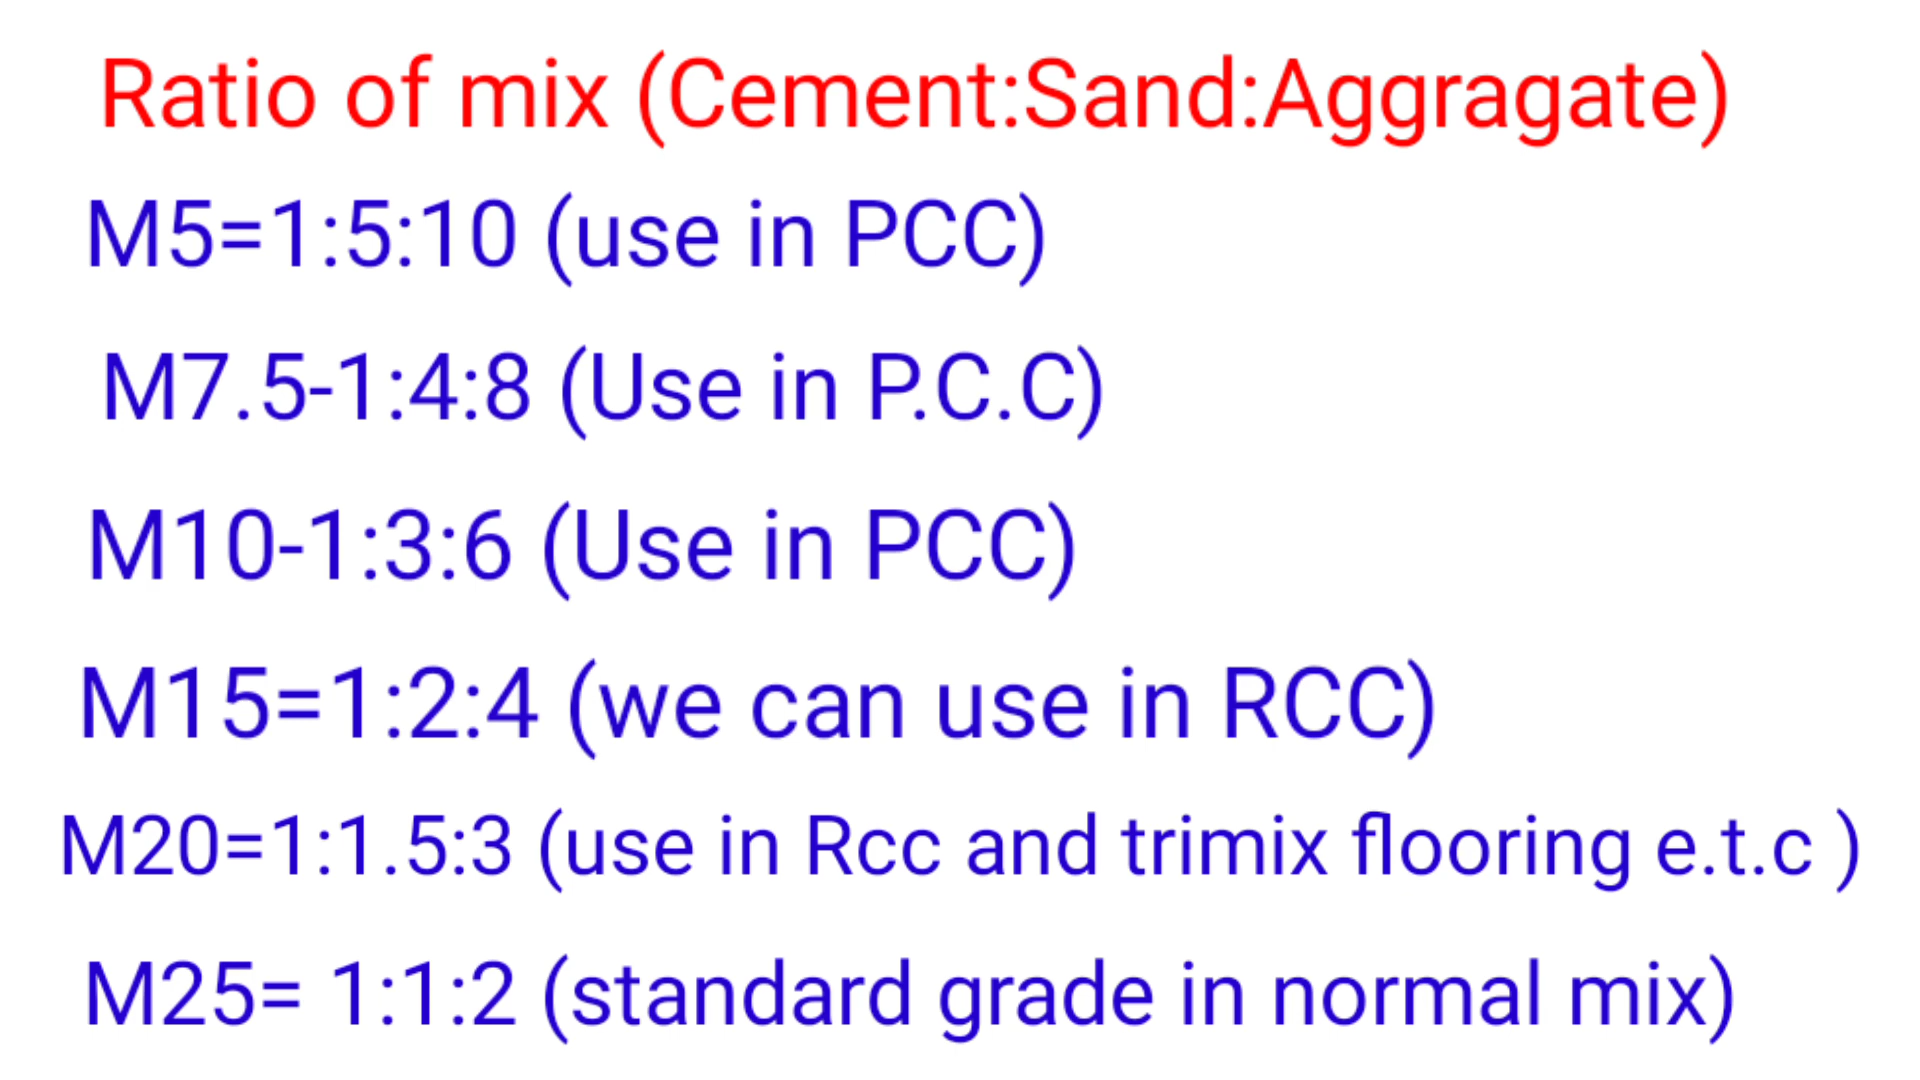 Ratio of mix (Cement:Sand:Aggragate)
M5=1:5:10 (use in PCC)
M7.5-1:4:8 (Use in P.C.C)
M10-1:3:6 (Use in PCC)
M15=1:2:4 (we can use in RCC)
M20=1:1.5:3 (use in Rcc and trimix flooring e.t.c )
M25= 1:1:2 (standard grade in normal mix)